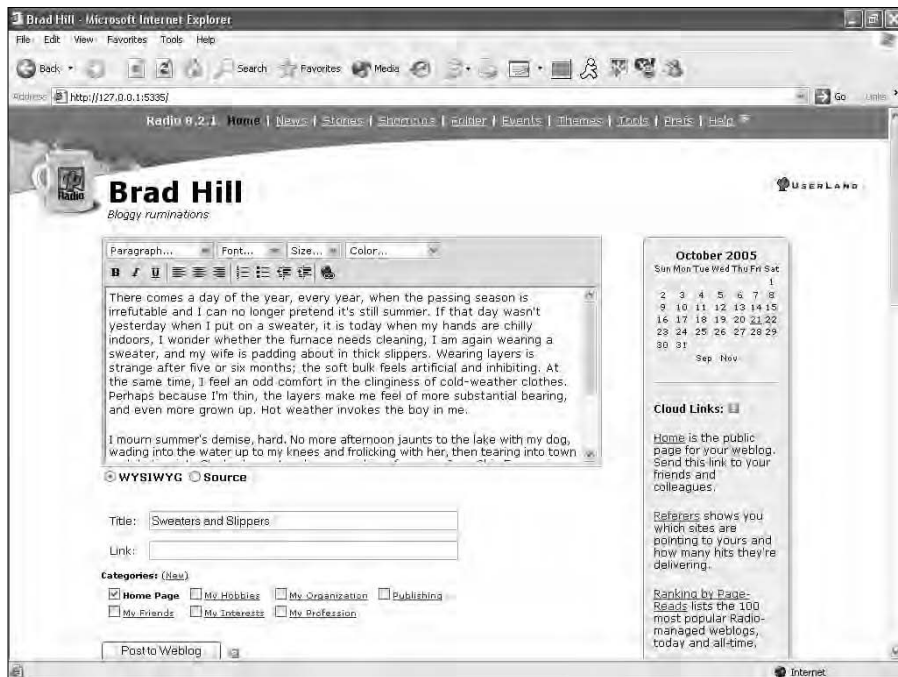 Brad Hill - Microsoft Internet Explorer
File Edit View Favorites Tools Help
Back Search Favorites Media
Address http://127.0.0.1:5335/ Go Links
Radio 8.2.1 Home | News | Stories | Shortcuts | Folder | Events | Themes | Tools | Prefs | Help
Radio
Brad Hill
Bloggy ruminations
USERLAND
Paragraph... Font... Size... Color...
B I U
There comes a day of the year, every year, when the passing season is
irrefutable and I can no longer pretend it's still summer. If that day wasn't
yesterday when I put on a sweater, it is today when my hands are chilly
indoors, I wonder whether the furnace needs cleaning, I am again wearing a
sweater, and my wife is padding about in thick slippers. Wearing layers is
strange after five or six months; the soft bulk feels artificial and inhibiting. At
the same time, I feel an odd comfort in the clinginess of cold-weather clothes.
Perhaps because I'm thin, the layers make me feel of more substantial bearing,
and even more grown up. Hot weather invokes the boy in me.
I mourn summer's demise, hard. No more afternoon jaunts to the lake with my dog,
wading into the water up to my knees and frolicking with her, then tearing into town
WYSIWYG Source
Title: Sweaters and Slippers
Link:
Categories: (New)
Home Page My Hobbies My Organization Publishing
My Friends My Interests My Profession
Post to Weblog
October 2005
Sun Mon Tue Wed Thu Fri Sat
1
2 3 4 5 6 7 8
9 10 11 12 13 14 15
16 17 18 19 20 21 22
23 24 25 26 27 28 29
30 31
Sep Nov
Cloud Links:
Home is the public
page for your weblog.
Send this link to your
friends and
colleagues.
Referers shows you
which sites are
pointing to yours and
how many hits they're
delivering.
Ranking by Page-
Reads lists the 100
most popular Radio-
managed weblogs,
today and all-time.
Internet